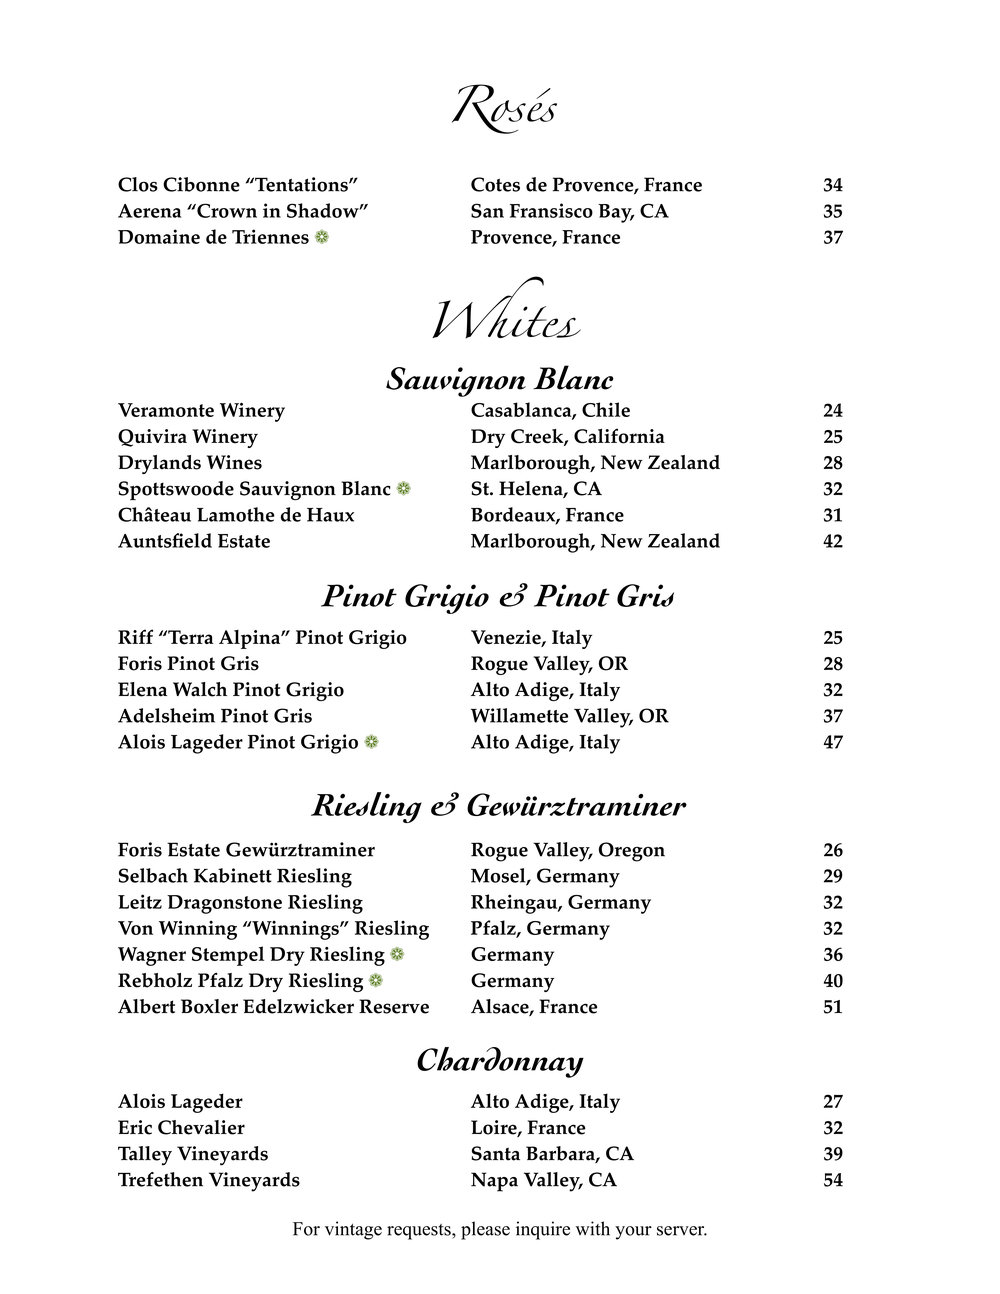 Rosés
Clos Cibonne “Tentations” Cotes de Provence, France 34
Aerena “Crown in Shadow” San Fransisco Bay, CA 35
Domaine de Triennes Provence, France 37
Whites
Sauvignon Blanc
Veramonte Winery Casablanca, Chile 24
Quivira Winery Dry Creek, California 25
Drylands Wines Marlborough, New Zealand 28
Spottswoode Sauvignon Blanc St. Helena, CA 32
Château Lamothe de Haux Bordeaux, France 31
Auntsfield Estate Marlborough, New Zealand 42
Pinot Grigio & Pinot Gris
Riff “Terra Alpina” Pinot Grigio Venezie, Italy 25
Foris Pinot Gris Rogue Valley, OR 28
Elena Walch Pinot Grigio Alto Adige, Italy 32
Adelsheim Pinot Gris Willamette Valley, OR 37
Alois Lageder Pinot Grigio Alto Adige, Italy 47
Riesling & Gewürztraminer
Foris Estate Gewürztraminer Rogue Valley, Oregon 26
Selbach Kabinett Riesling Mosel, Germany 29
Leitz Dragonstone Riesling Rheingau, Germany 32
Von Winning “Winnings” Riesling Pfalz, Germany 32
Wagner Stempel Dry Riesling Germany 36
Rebholz Pfalz Dry Riesling Germany 40
Albert Boxler Edelzwicker Reserve Alsace, France 51
Chardonnay
Alois Lageder Alto Adige, Italy 27
Eric Chevalier Loire, France 32
Talley Vineyards Santa Barbara, CA 39
Trefethen Vineyards Napa Valley, CA 54
For vintage requests, please inquire with your server.